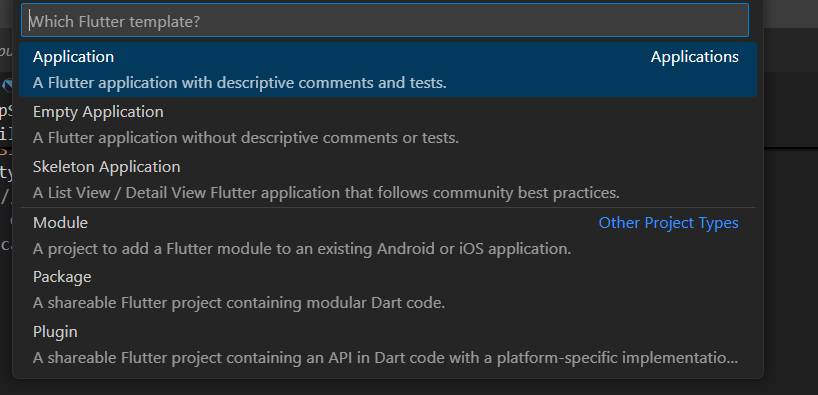 Which Flutter template?
Application Applications
A Flutter application with descriptive comments and tests.
Empty Application
A Flutter application without descriptive comments or tests.
Skeleton Application
A List View / Detail View Flutter application that follows community best practices.
Module Other Project Types
A project to add a Flutter module to an existing Android or iOS application.
Package
A shareable Flutter project containing modular Dart code.
Plugin
A shareable Flutter project containing an API in Dart code with a platform-specific implementatio...